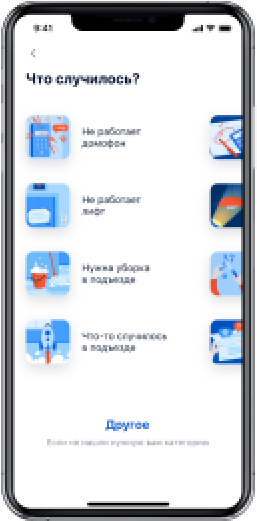 9:41
Что случилось?
Не работает
домофон
Не работает
лифт
Нужна уборка
в подъезде
Что-то случилось
в подъезде
Другое
Если не нашли нужную вам категорию